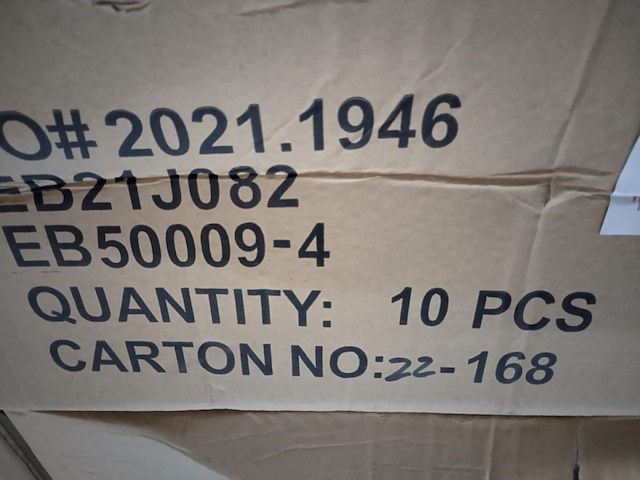 O# 2021.1946
EB21J082
EB50009-4
QUANTITY: 10 PCS
CARTON NO:22-168